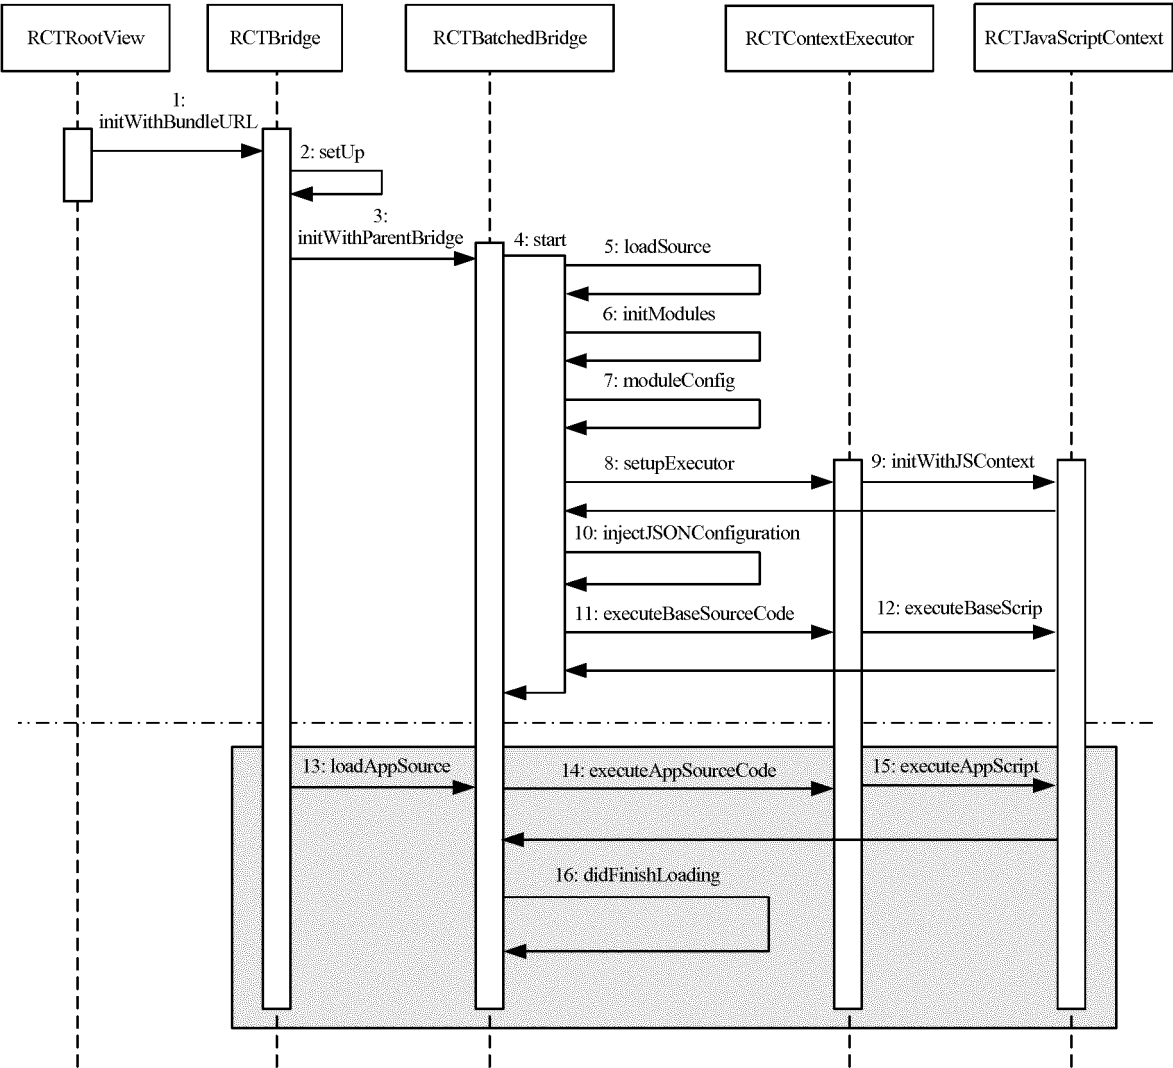 RCTRootView
RCTBridge
RCTBatchedBridge
RCTContextExecutor
RCTJavaScriptContext
1:
initWithBundleURL
2: setUp
3:
initWithParentBridge
4: start
5: loadSource
6: initModules
7: moduleConfig
8: setupExecutor
9: initWithJSContext
10: injectJSONConfiguration
11: executeBaseSourceCode
12: executeBaseScrip
13: loadAppSource
14: executeAppSourceCode
15: executeAppScript
16: didFinishLoading